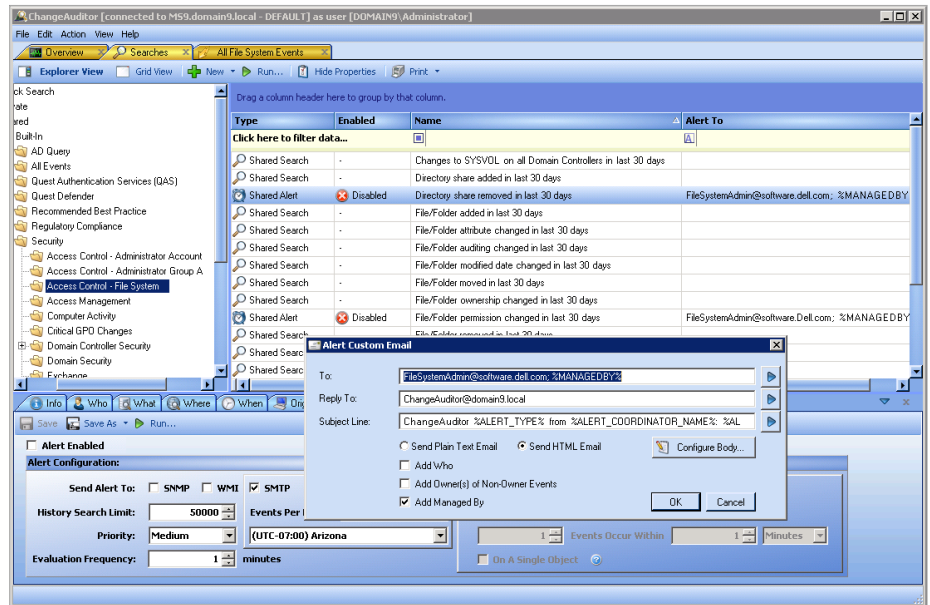 ChangeAuditor [connected to MS9.domain9.local - DEFAULT] as user [DOMAIN9\Administrator]
File Edit Action View Help
Overview x Searches x All File System Events x
Explorer View Grid View New Run... Hide Properties Print
ck Search
vate
ared
Built-In
AD Query
All Events
Quest Authentication Services (QAS)
Quest Defender
Recommended Best Practice
Regulatory Compliance
Security
Access Control - Administrator Account
Access Control - Administrator Group A
Access Control - File System
Access Management
Computer Activity
Critical GPO Changes
Domain Controller Security
Domain Security
Exchange
Drag a column header here to group by that column.
Type Enabled Name Alert To
Click here to filter data...
Shared Search - Changes to SYSVOL on all Domain Controllers in last 30 days
Shared Search - Directory share added in last 30 days
Shared Alert Disabled Directory share removed in last 30 days FileSystemAdmin@software.dell.com; %MANAGEDBY
Shared Search - File/Folder added in last 30 days
Shared Search - File/Folder attribute changed in last 30 days
Shared Search - File/Folder auditing changed in last 30 days
Shared Search - File/Folder modified date changed in last 30 days
Shared Search - File/Folder moved in last 30 days
Shared Search - File/Folder ownership changed in last 30 days
Shared Alert Disabled File/Folder permission changed in last 30 days FileSystemAdmin@software.Dell.com; %MANAGEDBY
Shared Search - File/Folder removed in last 30 days
Shared Searc
Shared Searc
Alert Custom Email
To: FileSystemAdmin@software.dell.com; %MANAGEDBY%
Reply To: ChangeAuditor@domain9.local
Subject Line: ChangeAuditor %ALERT_TYPE% from %ALERT_COORDINATOR_NAME%: %AL
Send Plain Text Email Send HTML Email Configure Body...
Add Who
Add Owner(s) of Non-Owner Events
Add Managed By
OK Cancel
Info Who What Where When Orig
Save Save As Run...
Alert Enabled
Alert Configuration:
Send Alert To: SNMP WMI SMTP
History Search Limit: 50000 Events Per
Priority: Medium (UTC-07:00) Arizona 1 Events Occur Within 1 Minutes
Evaluation Frequency: 1 minutes On A Single Object